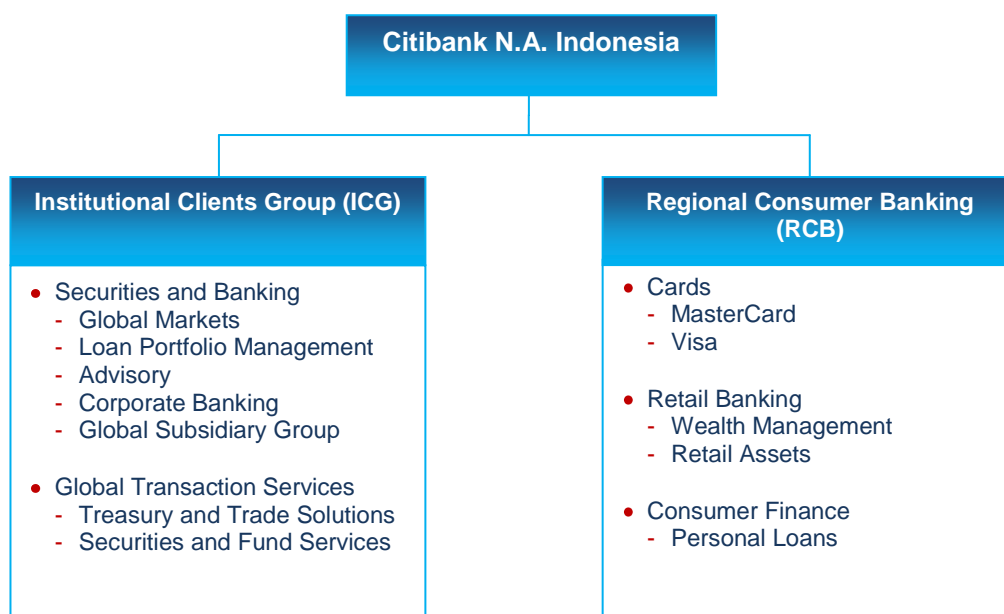 Citibank N.A. Indonesia
Institutional Clients Group (ICG)
• Securities and Banking
- Global Markets
- Loan Portfolio Management
- Advisory
- Corporate Banking
- Global Subsidiary Group
• Global Transaction Services
- Treasury and Trade Solutions
- Securities and Fund Services
Regional Consumer Banking
(RCB)
• Cards
- MasterCard
- Visa
• Retail Banking
- Wealth Management
- Retail Assets
• Consumer Finance
- Personal Loans